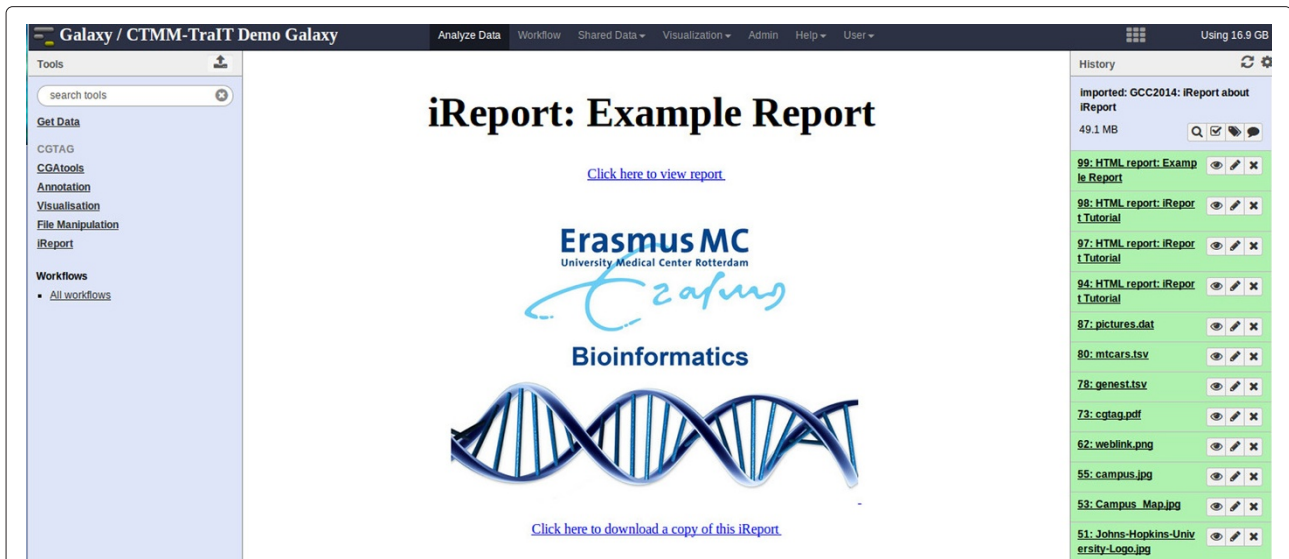 Galaxy / CTMM-TraIT Demo Galaxy
Analyze Data Workflow Shared Data Visualization Admin Help User
Using 16.9 GB
Tools
search tools
Get Data
CGTAG
CGAtools
Annotation
Visualisation
File Manipulation
iReport
Workflows
All workflows
iReport: Example Report
Click here to view report
Erasmus MC
University Medical Center Rotterdam
Erasmus
Bioinformatics
Click here to download a copy of this iReport
History
imported: GCC2014: iReport about
iReport
49.1 MB
99: HTML report: Examp
le Report
98: HTML report: iRepor
t Tutorial
97: HTML report: iRepor
t Tutorial
94: HTML report: iRepor
t Tutorial
87: pictures.dat
80: mtcars.tsv
78: genest.tsv
73: cgtag.pdf
62: weblink.png
55: campus.jpg
53: Campus_Map.jpg
51: Johns-Hopkins-Univ
ersity-Logo.jpg